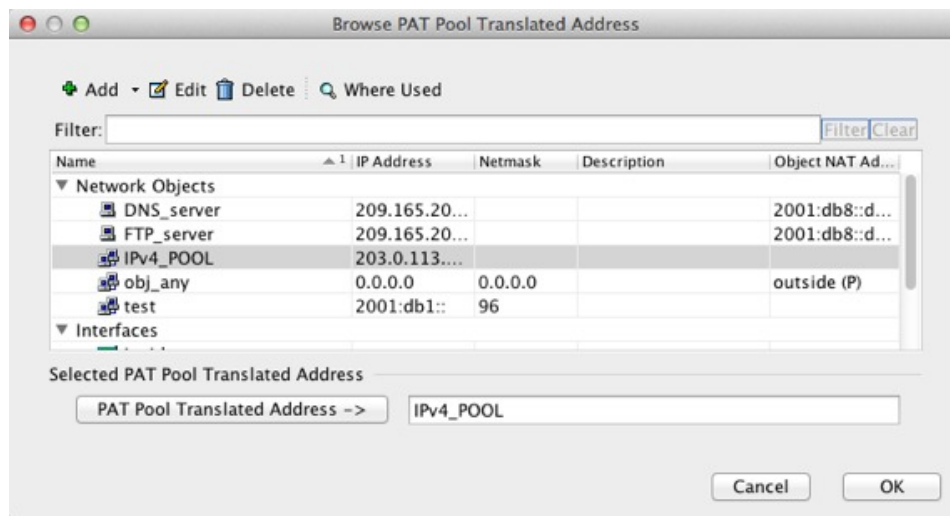 Browse PAT Pool Translated Address
Add Edit Delete Where Used
Filter: Filter Clear
Name 1 IP Address Netmask Description Object NAT Ad...
Network Objects
DNS_server 209.165.20... 2001:db8::d...
FTP_server 209.165.20... 2001:db8::d...
IPv4_POOL 203.0.113....
obj_any 0.0.0.0 0.0.0.0 outside (P)
test 2001:db1:: 96
Interfaces
Selected PAT Pool Translated Address
PAT Pool Translated Address -> IPv4_POOL
Cancel OK